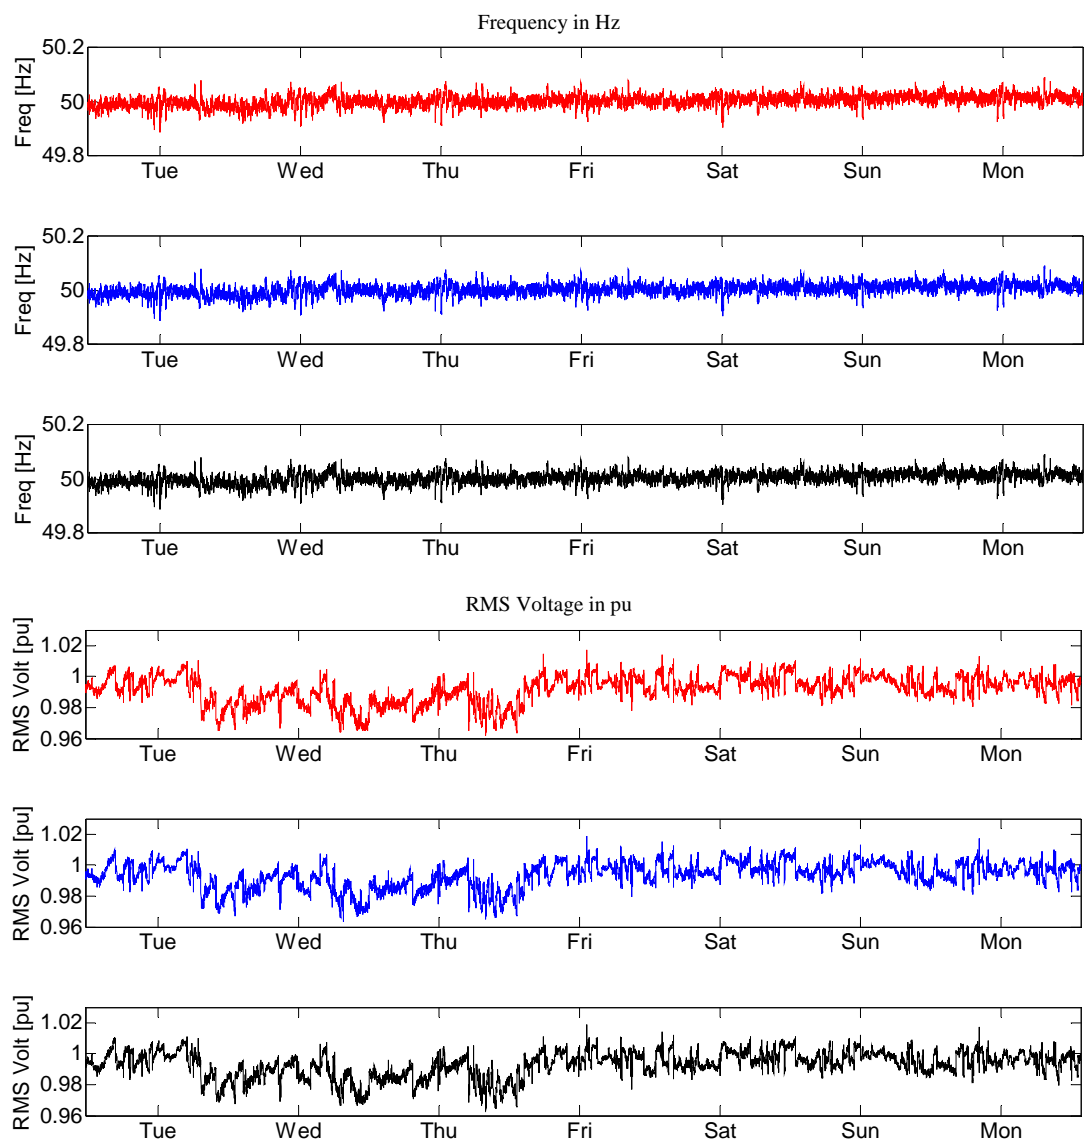 Frequency in Hz
50.2
50
49.8
Freq [Hz]
Tue Wed Thu Fri Sat Sun Mon
50.2
50
49.8
Freq [Hz]
Tue Wed Thu Fri Sat Sun Mon
50.2
50
49.8
Freq [Hz]
Tue Wed Thu Fri Sat Sun Mon
RMS Voltage in pu
1.02
1
0.98
0.96
RMS Volt [pu]
Tue Wed Thu Fri Sat Sun Mon
1.02
1
0.98
0.96
RMS Volt [pu]
Tue Wed Thu Fri Sat Sun Mon
1.02
1
0.98
0.96
RMS Volt [pu]
Tue Wed Thu Fri Sat Sun Mon